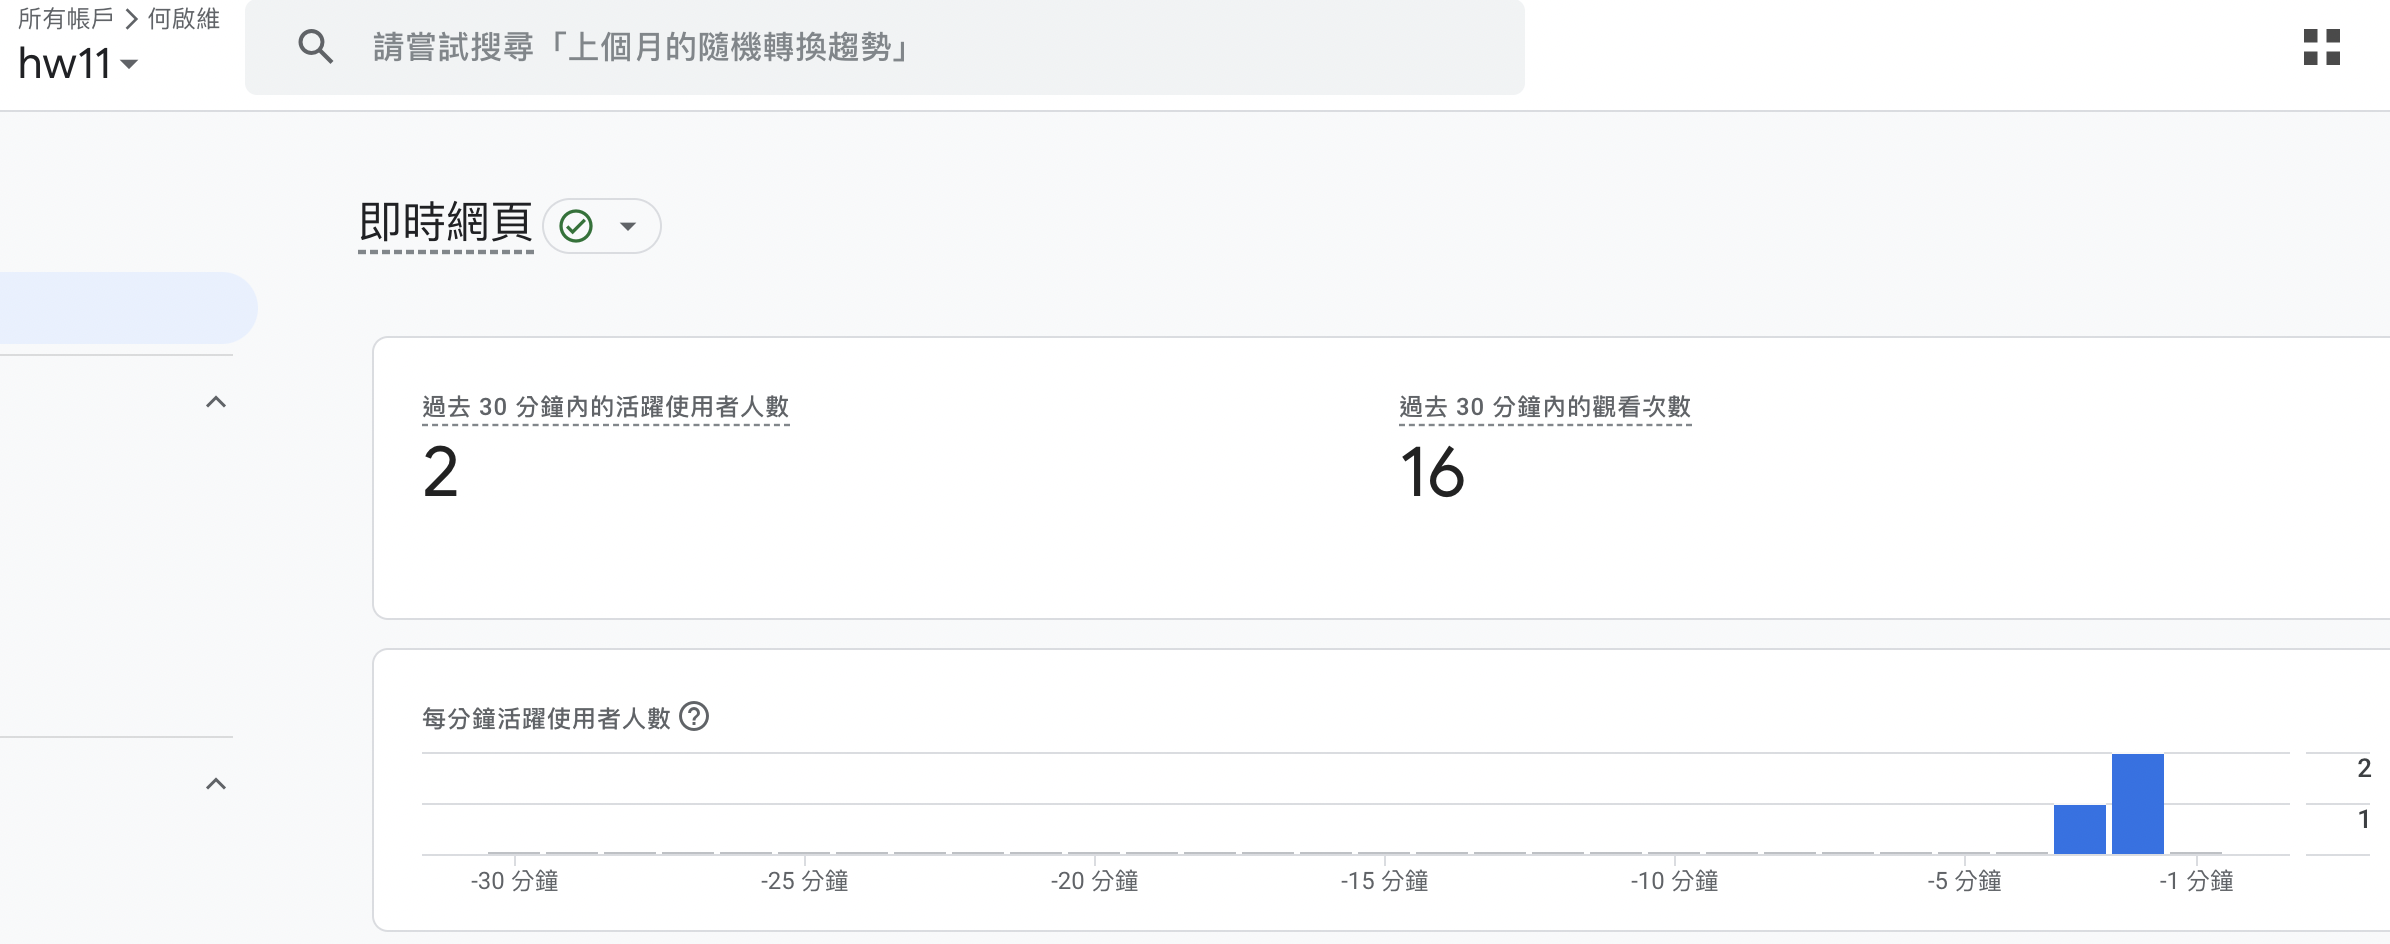 所有帳戶 > 何啟維
hw11
請嘗試搜尋「上個月的隨機轉換趨勢」
即時網頁
過去 30 分鐘內的活躍使用者人數
2
過去 30 分鐘內的觀看次數
16
每分鐘活躍使用者人數
2
1
-30 分鐘
-25 分鐘
-20 分鐘
-15 分鐘
-10 分鐘
-5 分鐘
-1 分鐘